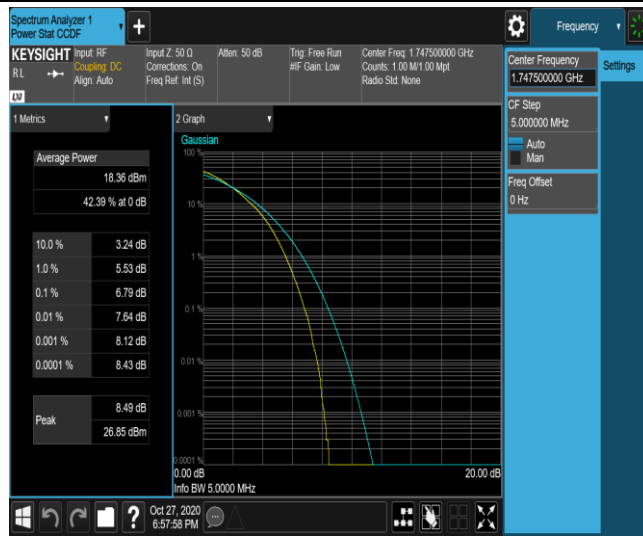 Spectrum Analyzer 1
Power Stat CCDF
+
Frequency
KEYSIGHT
RL
LXI
Input: RF
Coupling: DC
Align: Auto
Input Z: 50 Ω
Corrections: On
Freq Ref: Int (S)
Atten: 50 dB
Trig: Free Run
#IF Gain: Low
Center Freq: 1.747500000 GHz
Counts: 1.00 M/1.00 Mpt
Radio Std: None
Center Frequency
1.747500000 GHz
Settings
CF Step
5.000000 MHz
Auto
Man
Freq Offset
0 Hz
1 Metrics
Average Power
18.36 dBm
42.39 % at 0 dB
10.0 % 3.24 dB
1.0 % 5.53 dB
0.1 % 6.79 dB
0.01 % 7.64 dB
0.001 % 8.12 dB
0.0001 % 8.43 dB
Peak
8.49 dB
26.85 dBm
2 Graph
Gaussian
100 %
10 %
1 %
0.1 %
0.01 %
0.001 %
0.0001 %
0.00 dB 20.00 dB
Info BW 5.0000 MHz
?
Oct 27, 2020
6:57:58 PM